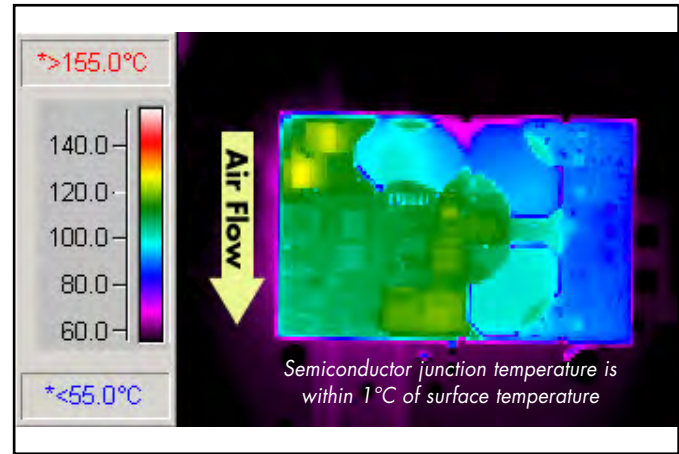 *>155.0°C
140.0
120.0
100.0
80.0
60.0
*<55.0°C
Air Flow
Semiconductor junction temperature is
within 1°C of surface temperature